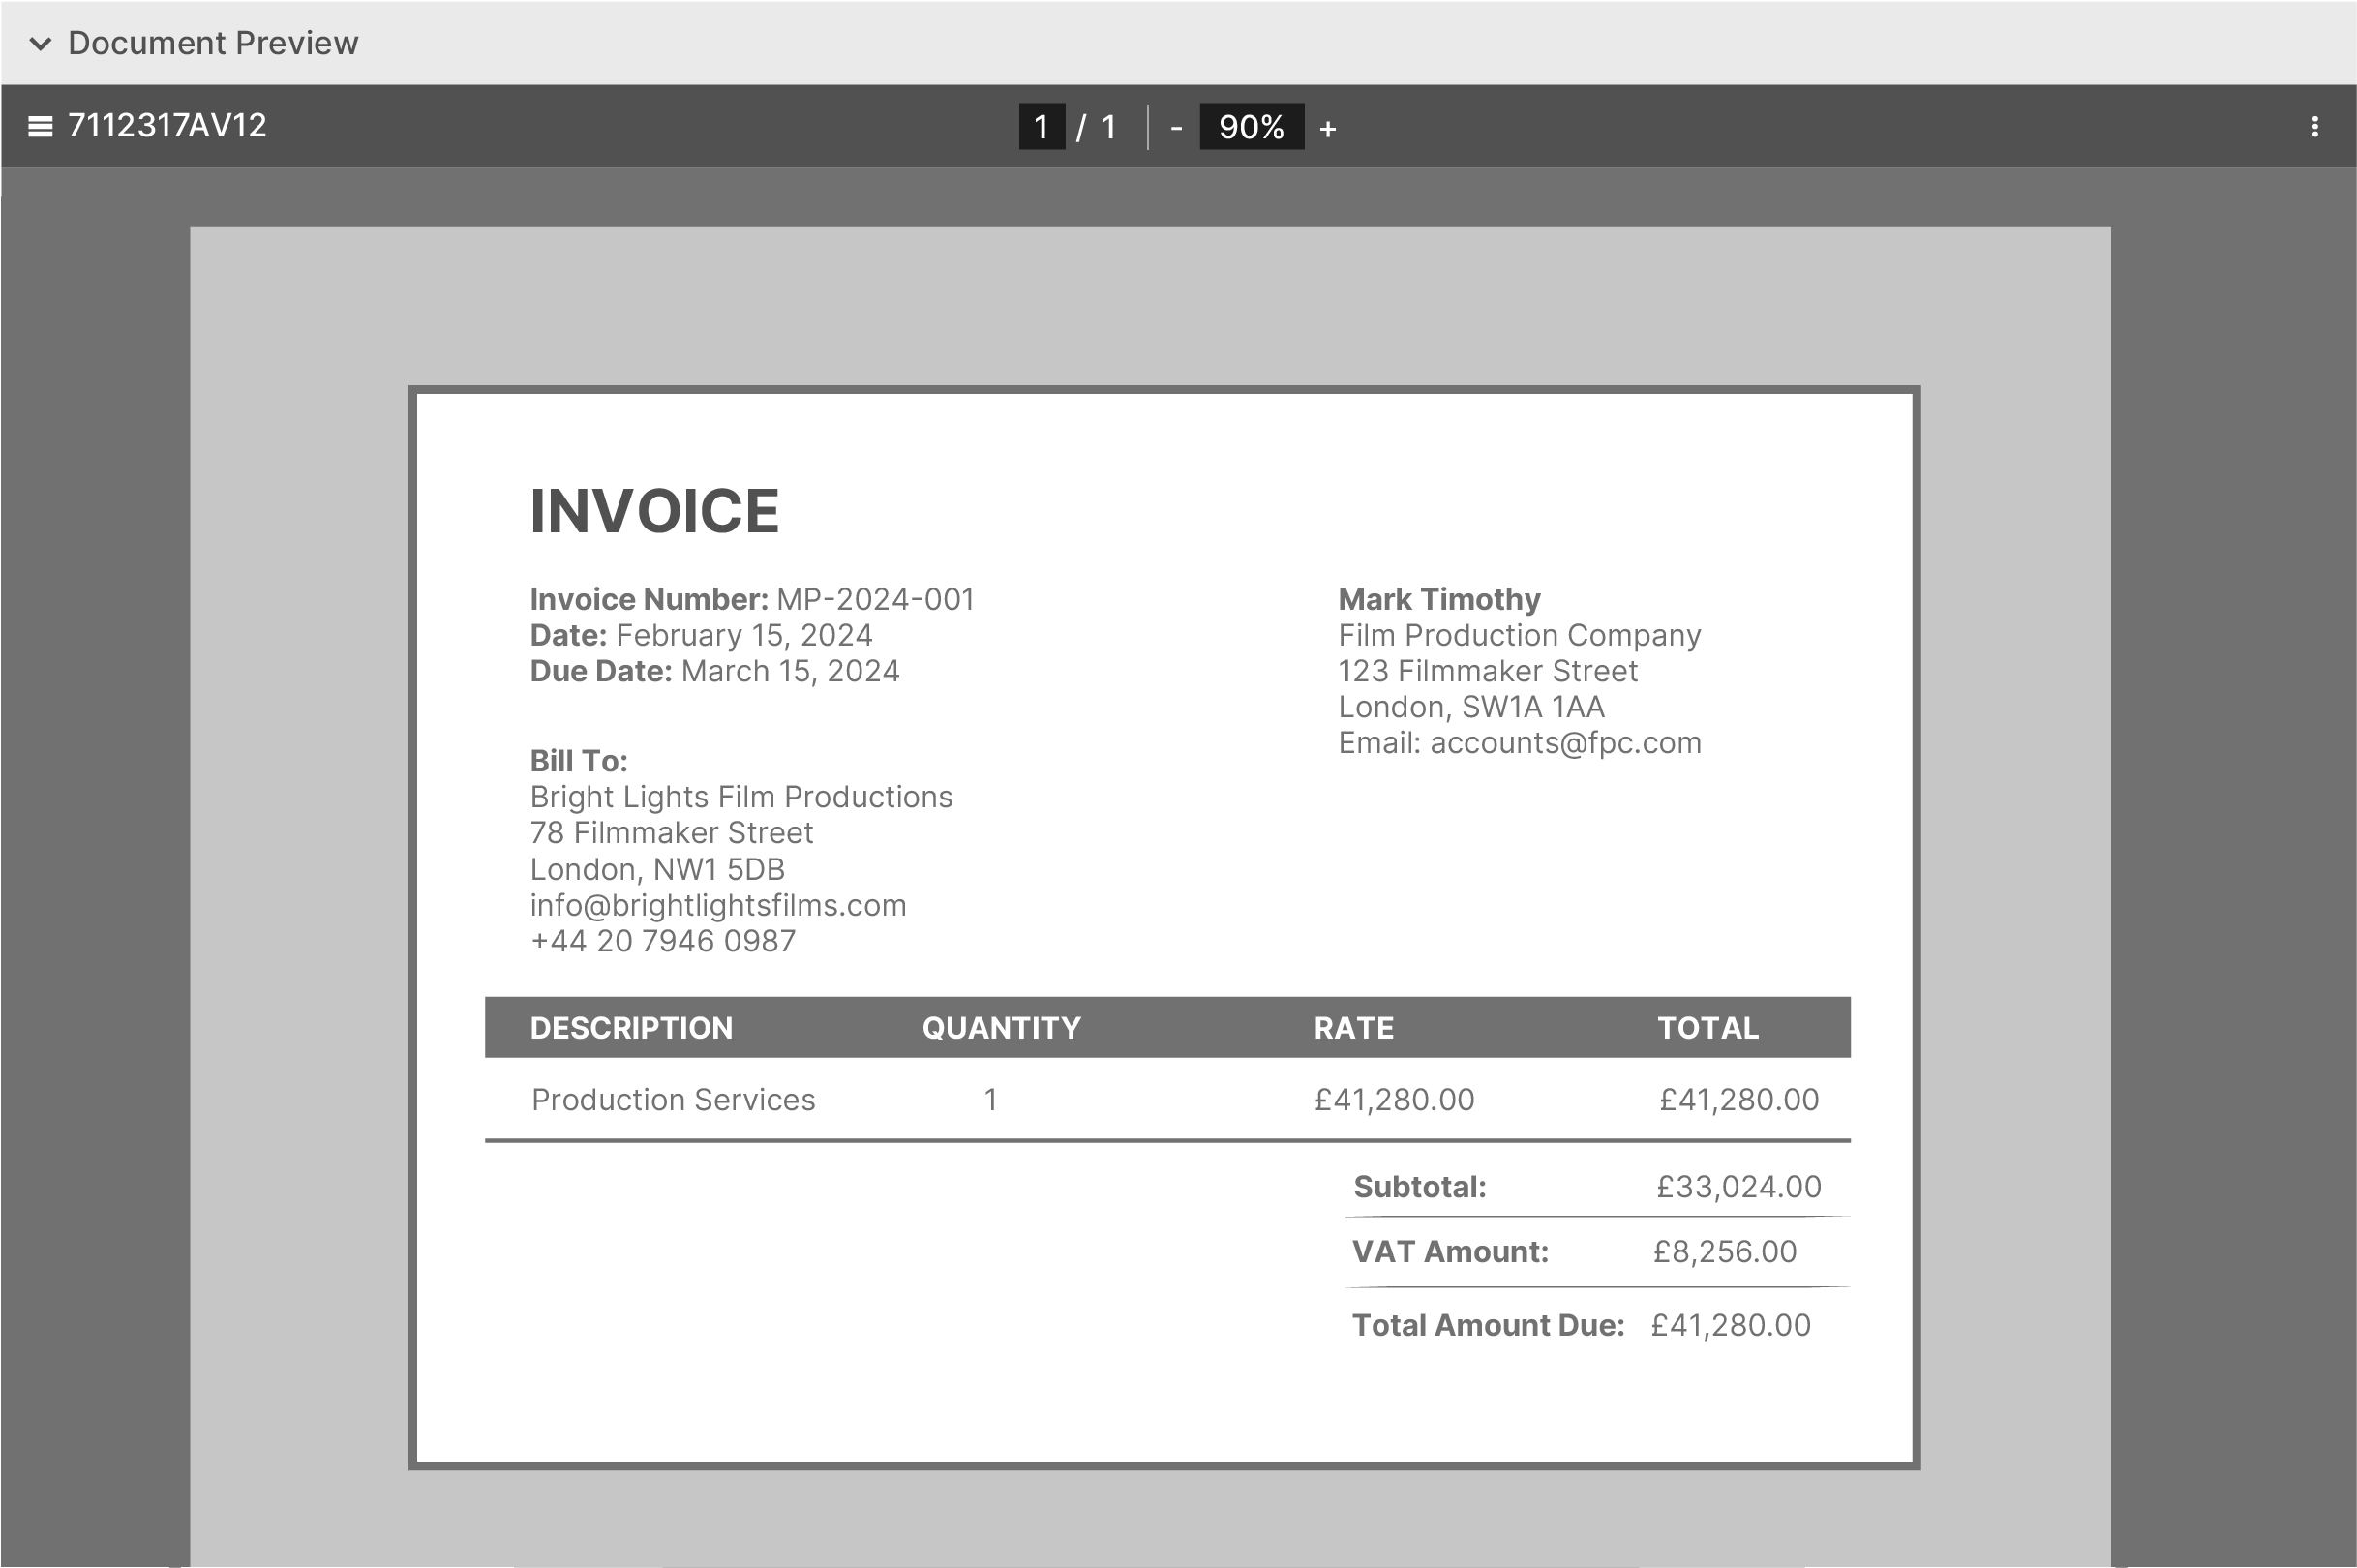 Document Preview
7112317AV12
1 / 1 - 90% +
INVOICE
Invoice Number: MP-2024-001
Date: February 15, 2024
Due Date: March 15, 2024
Mark Timothy
Film Production Company
123 Filmmaker Street
London, SW1A 1AA
Email: accounts@fpc.com
Bill To:
Bright Lights Film Productions
78 Filmmaker Street
London, NW1 5DB
info@brightlightsfilms.com
+44 20 7946 0987
DESCRIPTION QUANTITY RATE TOTAL
Production Services 1 £41,280.00 £41,280.00
Subtotal: £33,024.00
VAT Amount: £8,256.00
Total Amount Due: £41,280.00